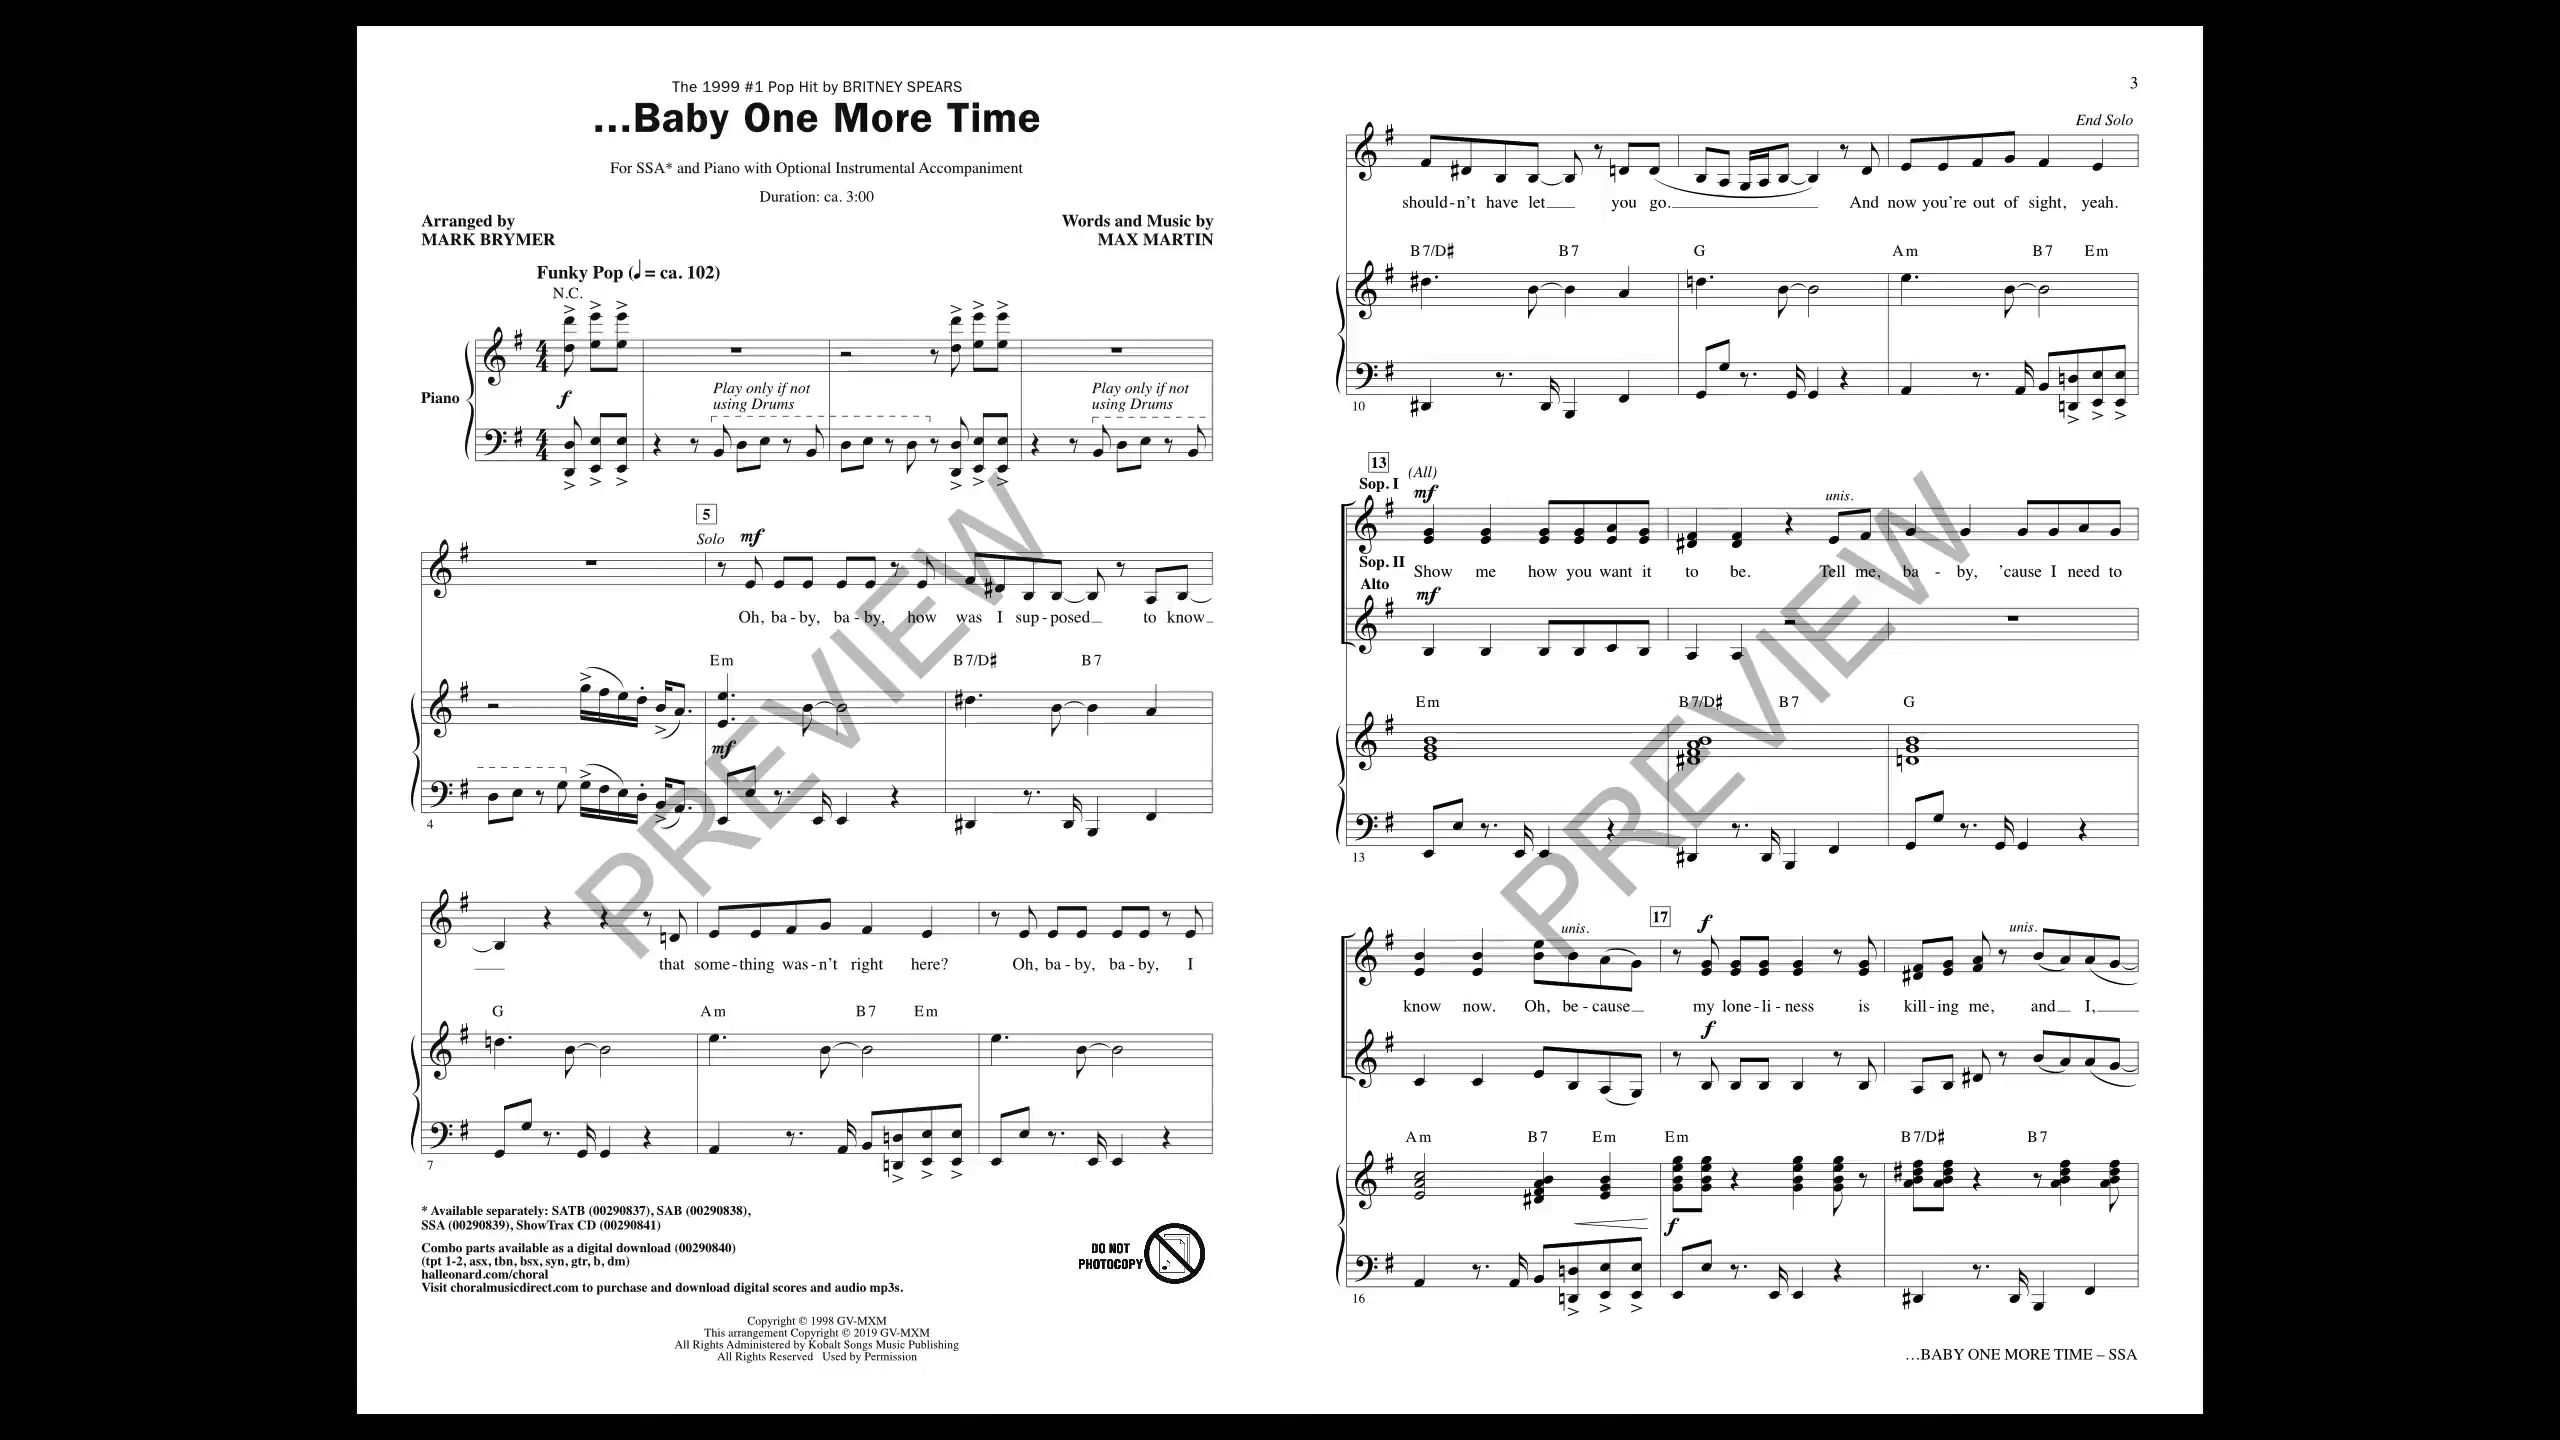 The 1999 #1 Pop Hit by BRITNEY SPEARS
...Baby One More Time
For SSA* and Piano with Optional Instrumental Accompaniment
Duration: ca. 3:00
Arranged by
MARK BRYMER
Words and Music by
MAX MARTIN
Funky Pop (♩= ca. 102)
N.C.
Play only if not
using Drums
Play only if not
using Drums
Piano
f
5
Solo mf
Oh, ba - by, ba - by, how was I sup - posed to know
Em B7/D# B7
mf
4
that some - thing was - n't right here? Oh, ba - by, ba - by, I
G Am B7 Em
7
* Available separately: SATB (00290837), SAB (00290838),
SSA (00290839), ShowTrax CD (00290841)
Combo parts available as a digital download (00290840)
(tpt 1-2, asx, tbn, bsx, syn, gtr, b, dm)
halleonard.com/choral
Visit choralmusicdirect.com to purchase and download digital scores and audio mp3s.
DO NOT
PHOTOCOPY
Copyright © 1998 GV-MXM
This arrangement Copyright © 2019 GV-MXM
All Rights Administered by Kobalt Songs Music Publishing
All Rights Reserved Used by Permission
PREVIEW
3
End Solo
should - n't have let you go. And now you're out of sight, yeah.
B7/D# B7 G Am B7 Em
10
13
(All)
Sop. I mf
unis.
Sop. II
Show me how you want it to be. Tell me, ba - by, 'cause I need to
Alto
mf
Em B7/D# B7 G
13
17
f
unis.
unis.
know now. Oh, be - cause my lone - li - ness is kill - ing me, and I,
f
Am B7 Em Em B7/D# B7
f
16
...BABY ONE MORE TIME – SSA
PREVIEW